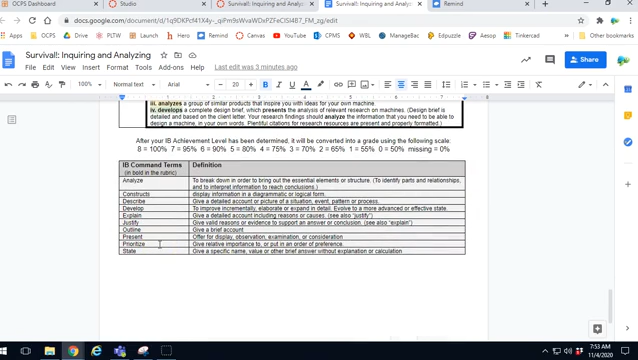 OCPS Dashboard
Studio
Survival!: Inquiring and Analyzing
Survival!: Inquiring and Analyzing
Remind
docs.google.com/document/d/
/edit
Apps
OCPS
Drive
PLTW
PMG
Launch
Hero
Remind
Canvas
YouTube
CPMS
WBL
MangeBac
Edpuzzle
Aesop
Tinkercad
Other bookmarks
Survival!: Inquiring and Analyzing
File Edit View Insert Format Tools Add-ons Help
Last edit was 3 minutes ago
Share
100%
Normal text
Arial
20
iii. analyzes a group of similar products that inspire you with ideas for your own machine.
iv. develops a complete design brief, which presents the analysis of relevant research on machines. (Design brief is
detailed and based on the client letter. Your research findings should analyze the information that you need to be able to
design a machine, in your own words. Plentiful citations for research resources are present and properly formatted.)
After your IB Achievement Level has been determined, it will be converted into a grade using the following scale.
8 = 100% 7 = 95% 6 = 90% 5 = 80% 4 = 75% 3 = 70% 2 = 65% 1 = 55% 0 = 50% missing = 0%
IB Command Terms
(in bold in the rubric)
Definition
Analyze
To break down in order to bring out the essential elements or structure. (To identify parts and relationships,
and to interpret information to reach conclusions.)
Constructs
display information in a diagrammatic or logical form.
Describe
Give a detailed account or picture of a situation, event, pattern or process.
Develop
To improve incrementally, elaborate or expand in detail. Evolve to a more advanced or effective state.
Explain
Give a detailed account including reasons or causes. (see also "justify")
Justify
Give valid reasons or evidence to support an answer or conclusion. (see also "explain")
Outline
Give a brief account
Present
Offer for display, observation, examination, or consideration
Prioritize
Give relative importance to, or put in an order of preference.
State
Give a specific name, value or other brief answer without explanation or calculation
7:53 AM
11/4/2020